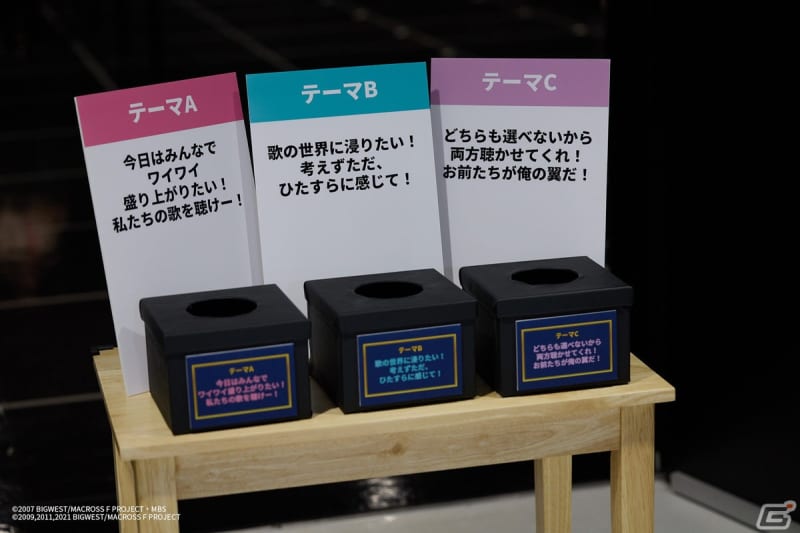 テーマA
今日はみんなで
ワイワイ
盛り上がりたい！
私たちの歌を聴けー！
テーマB
歌の世界に浸りたい！
考えずただ、
ひたすらに感じて！
テーマC
どちらも選べないから
両方聴かせてくれ！
お前たちが俺の翼だ！
テーマA
今日はみんなで
ワイワイ盛り上がりたい！
私たちの歌を聴けー！
テーマB
歌の世界に浸りたい！
考えずただ、
ひたすらに感じて！
テーマC
どちらも選べないから
両方聴かせてくれ！
お前たちが俺の翼だ！
©2007 BIGWEST/MACROSS F PROJECT・MBS
©2009,2011,2021 BIGWEST/MACROSS F PROJECT
G